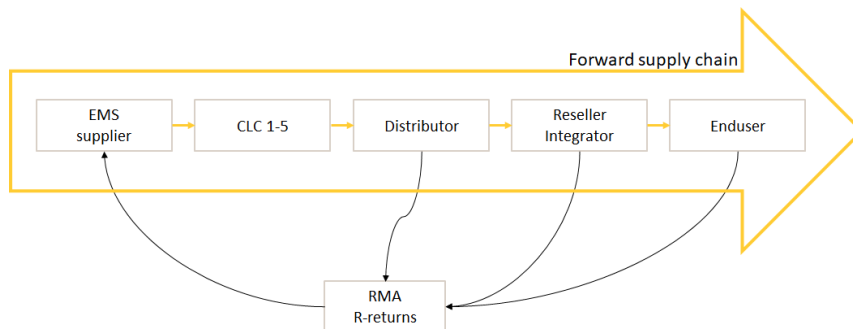 Forward supply chain
EMS
supplier
CLC 1-5
Distributor
Reseller
Integrator
Enduser
RMA
R-returns